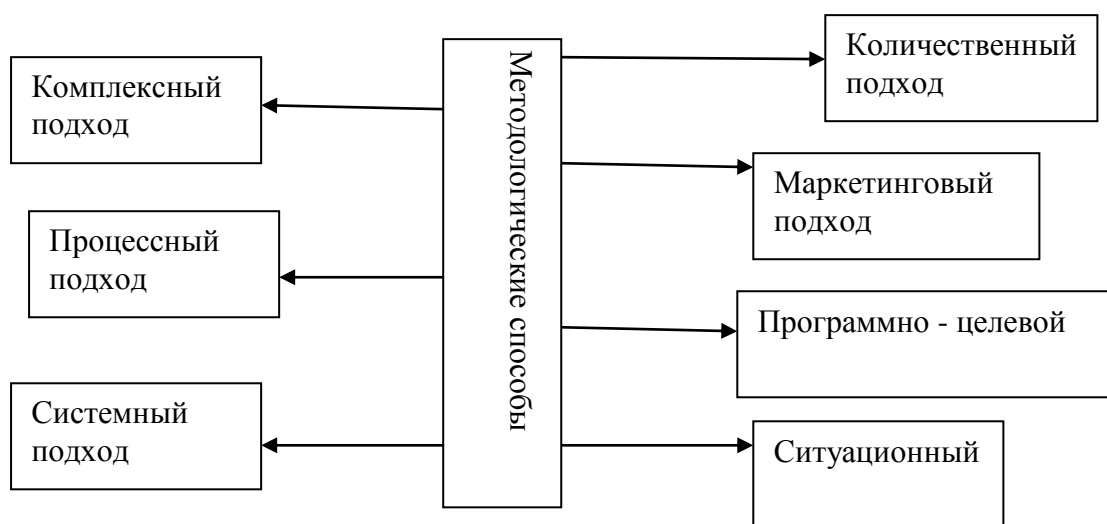 Комплексный
подход
Процессный
подход
Системный
подход
Методологические способы
Количественный
подход
Маркетинговый
подход
Программно - целевой
Ситуационный